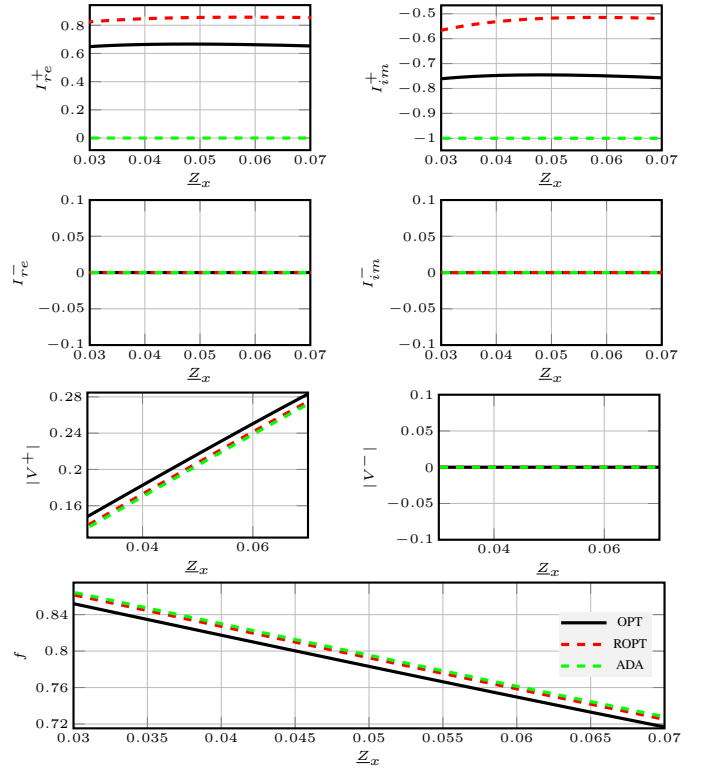 0.8
0.6
0.4
0.2
0
I_re^+
0.03 0.04 0.05 0.06 0.07
Z_x
−0.5
−0.6
−0.7
−0.8
−0.9
−1
I_im^+
0.03 0.04 0.05 0.06 0.07
Z_x
0.1
0.05
0
−0.05
−0.1
I_re^−
0.03 0.04 0.05 0.06 0.07
Z_x
0.1
0.05
0
−0.05
−0.1
I_im^−
0.03 0.04 0.05 0.06 0.07
Z_x
0.28
0.24
0.2
0.16
|V^+|
0.04 0.06
Z_x
0.1
0.05
0
−0.05
−0.1
|V^−|
0.04 0.06
Z_x
0.84
0.8
0.76
0.72
f
OPT
ROPT
ADA
0.03 0.035 0.04 0.045 0.05 0.055 0.06 0.065 0.07
Z_x